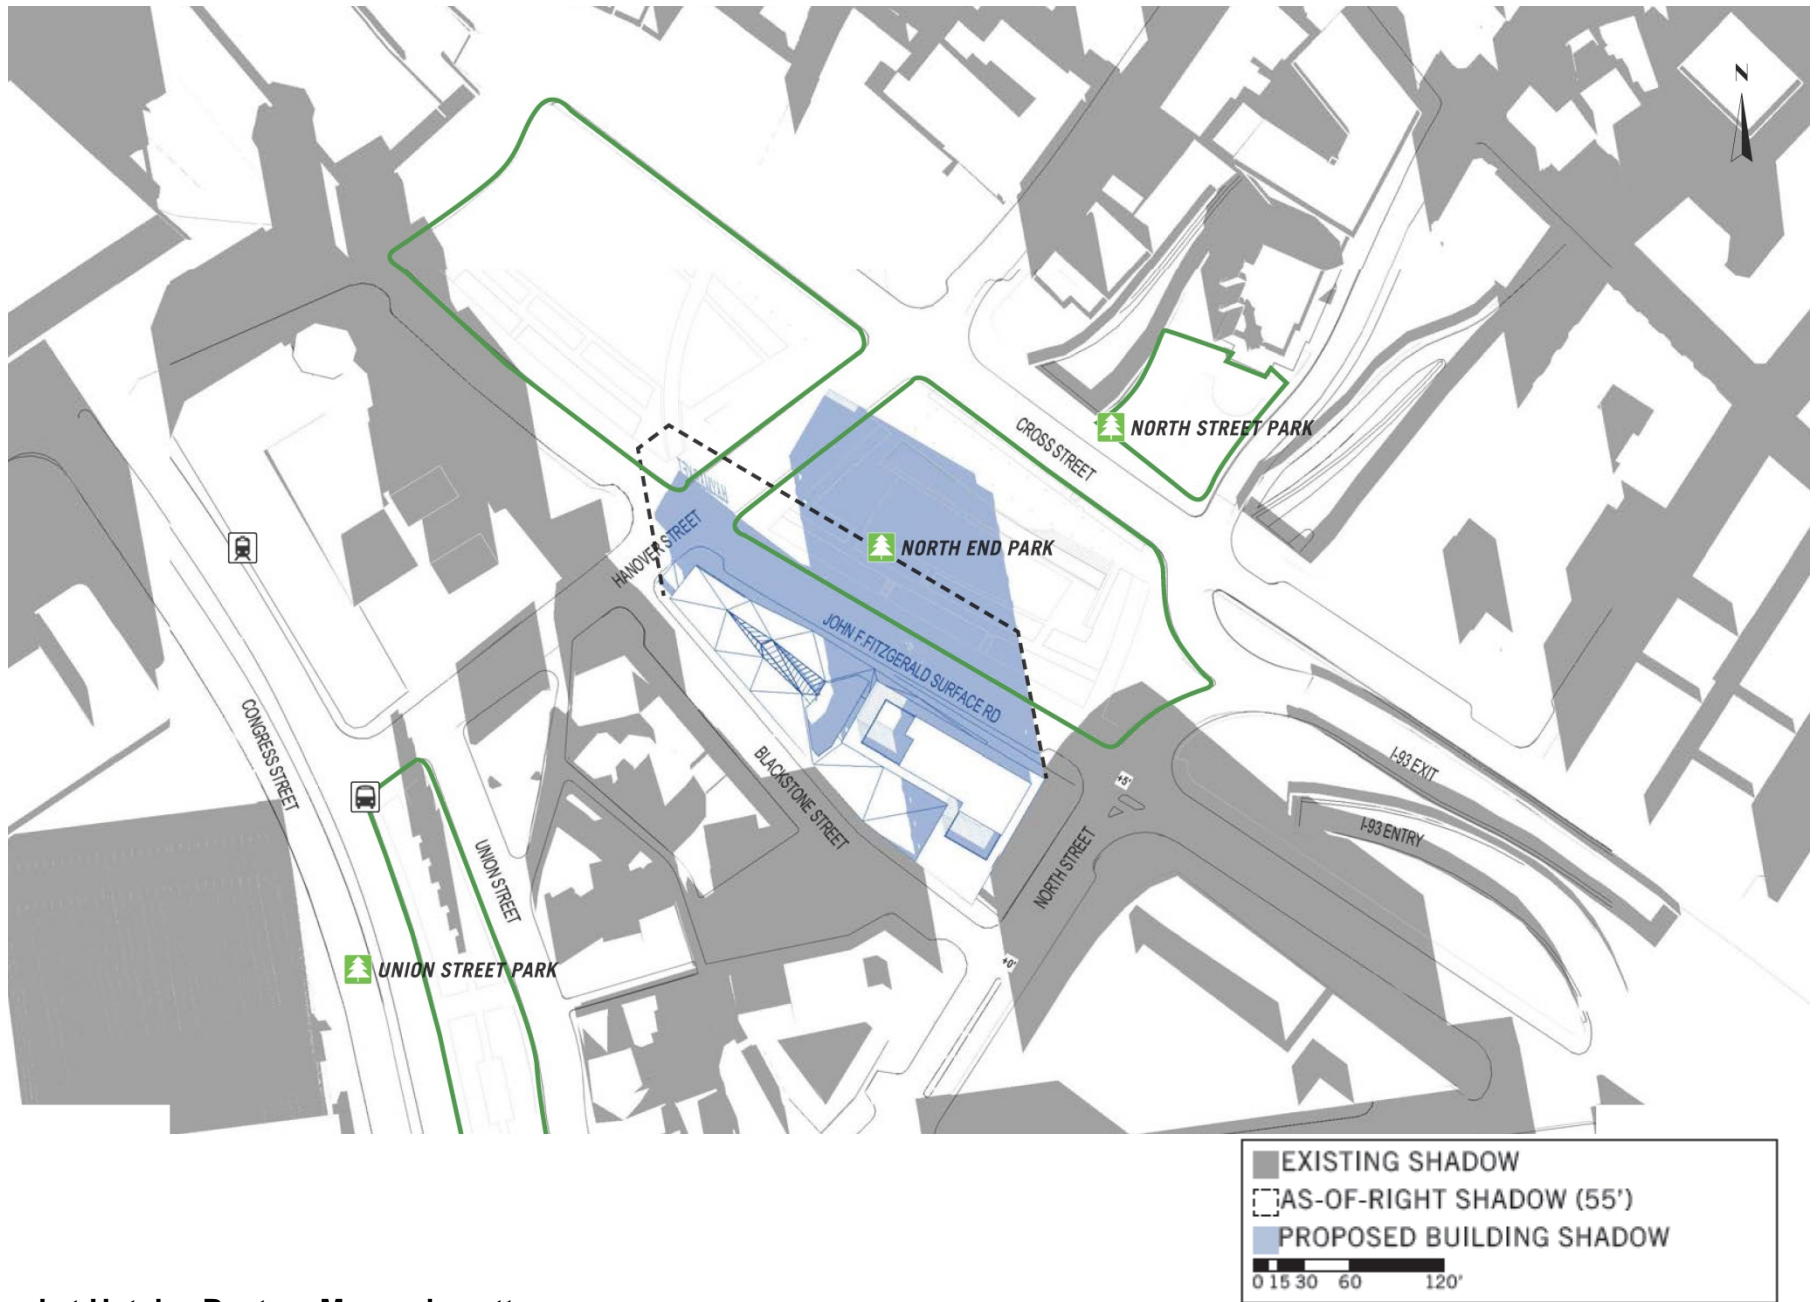 N
NORTH STREET PARK
CROSS STREET
NORTH END PARK
HANOVER STREET
JOHN F.FITZGERALD SURFACE RD
CONGRESS STREET
BLACKSTONE STREET
I-93 EXIT
+5'
I-93 ENTRY
UNION STREET
NORTH STREET
+0'
UNION STREET PARK
EXISTING SHADOW
AS-OF-RIGHT SHADOW (55')
PROPOSED BUILDING SHADOW
0 15 30 60 120'